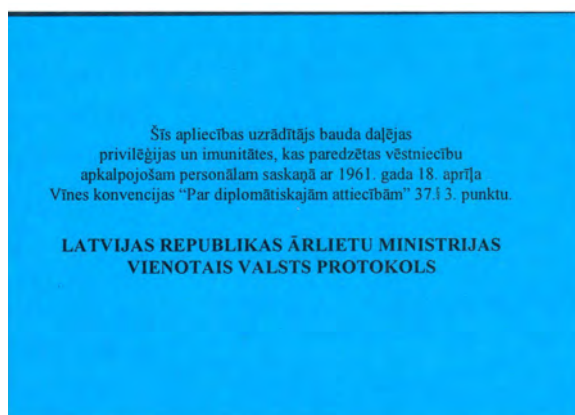 Šīs apliecības uzrādītājs bauda daļējas
privilēģijas un imunitātes, kas paredzētas vēstniecību
apkalpojošam personālam saskaņā ar 1961. gada 18. aprīļa
Vīnes konvencijas “Par diplomātiskajām attiecībām” 37.§ 3. punktu.
LATVIJAS REPUBLIKAS ĀRLIETU MINISTRIJAS
VIENOTAIS VALSTS PROTOKOLS